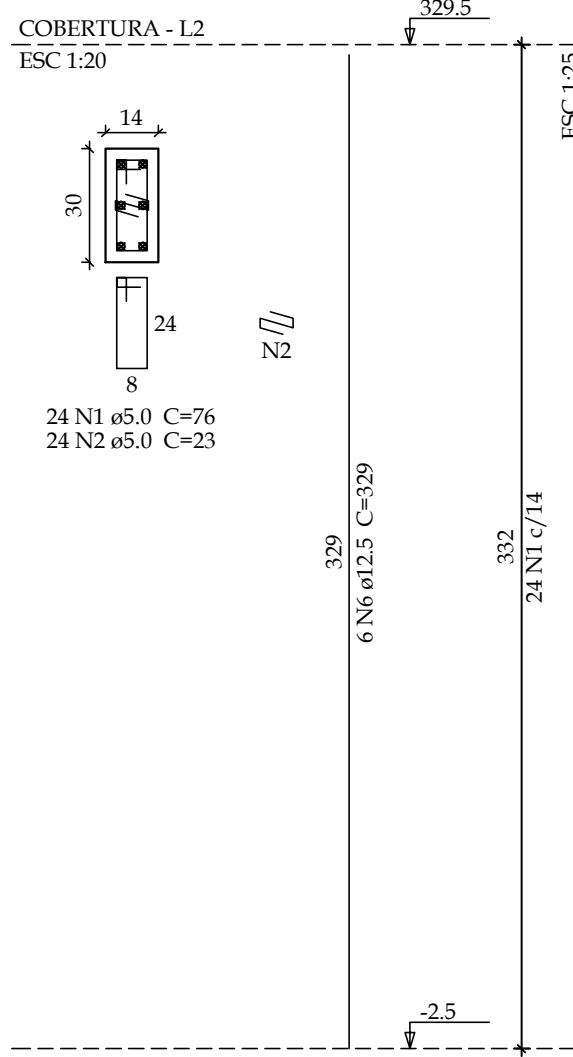 COBERTURA - L2
ESC 1:20
329.5
ESC 1:25
14
30
24
8
N2
24 N1 ø5.0 C=76
24 N2 ø5.0 C=23
329
6 N6 ø12.5 C=329
332
24 N1 c/14
-2.5